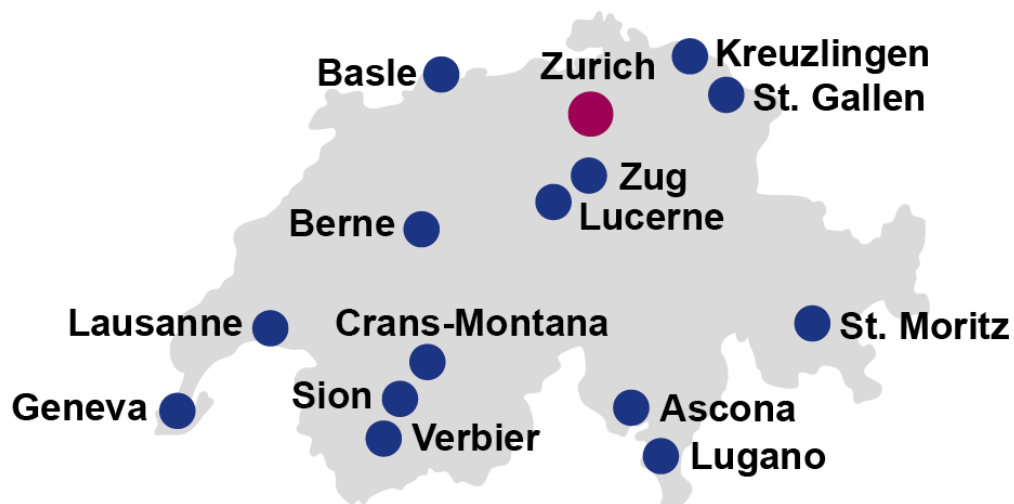 Kreuzlingen
Zurich
Basle
St. Gallen
Zug
Lucerne
Berne
Lausanne
Crans-Montana
St. Moritz
Sion
Geneva
Ascona
Verbier
Lugano